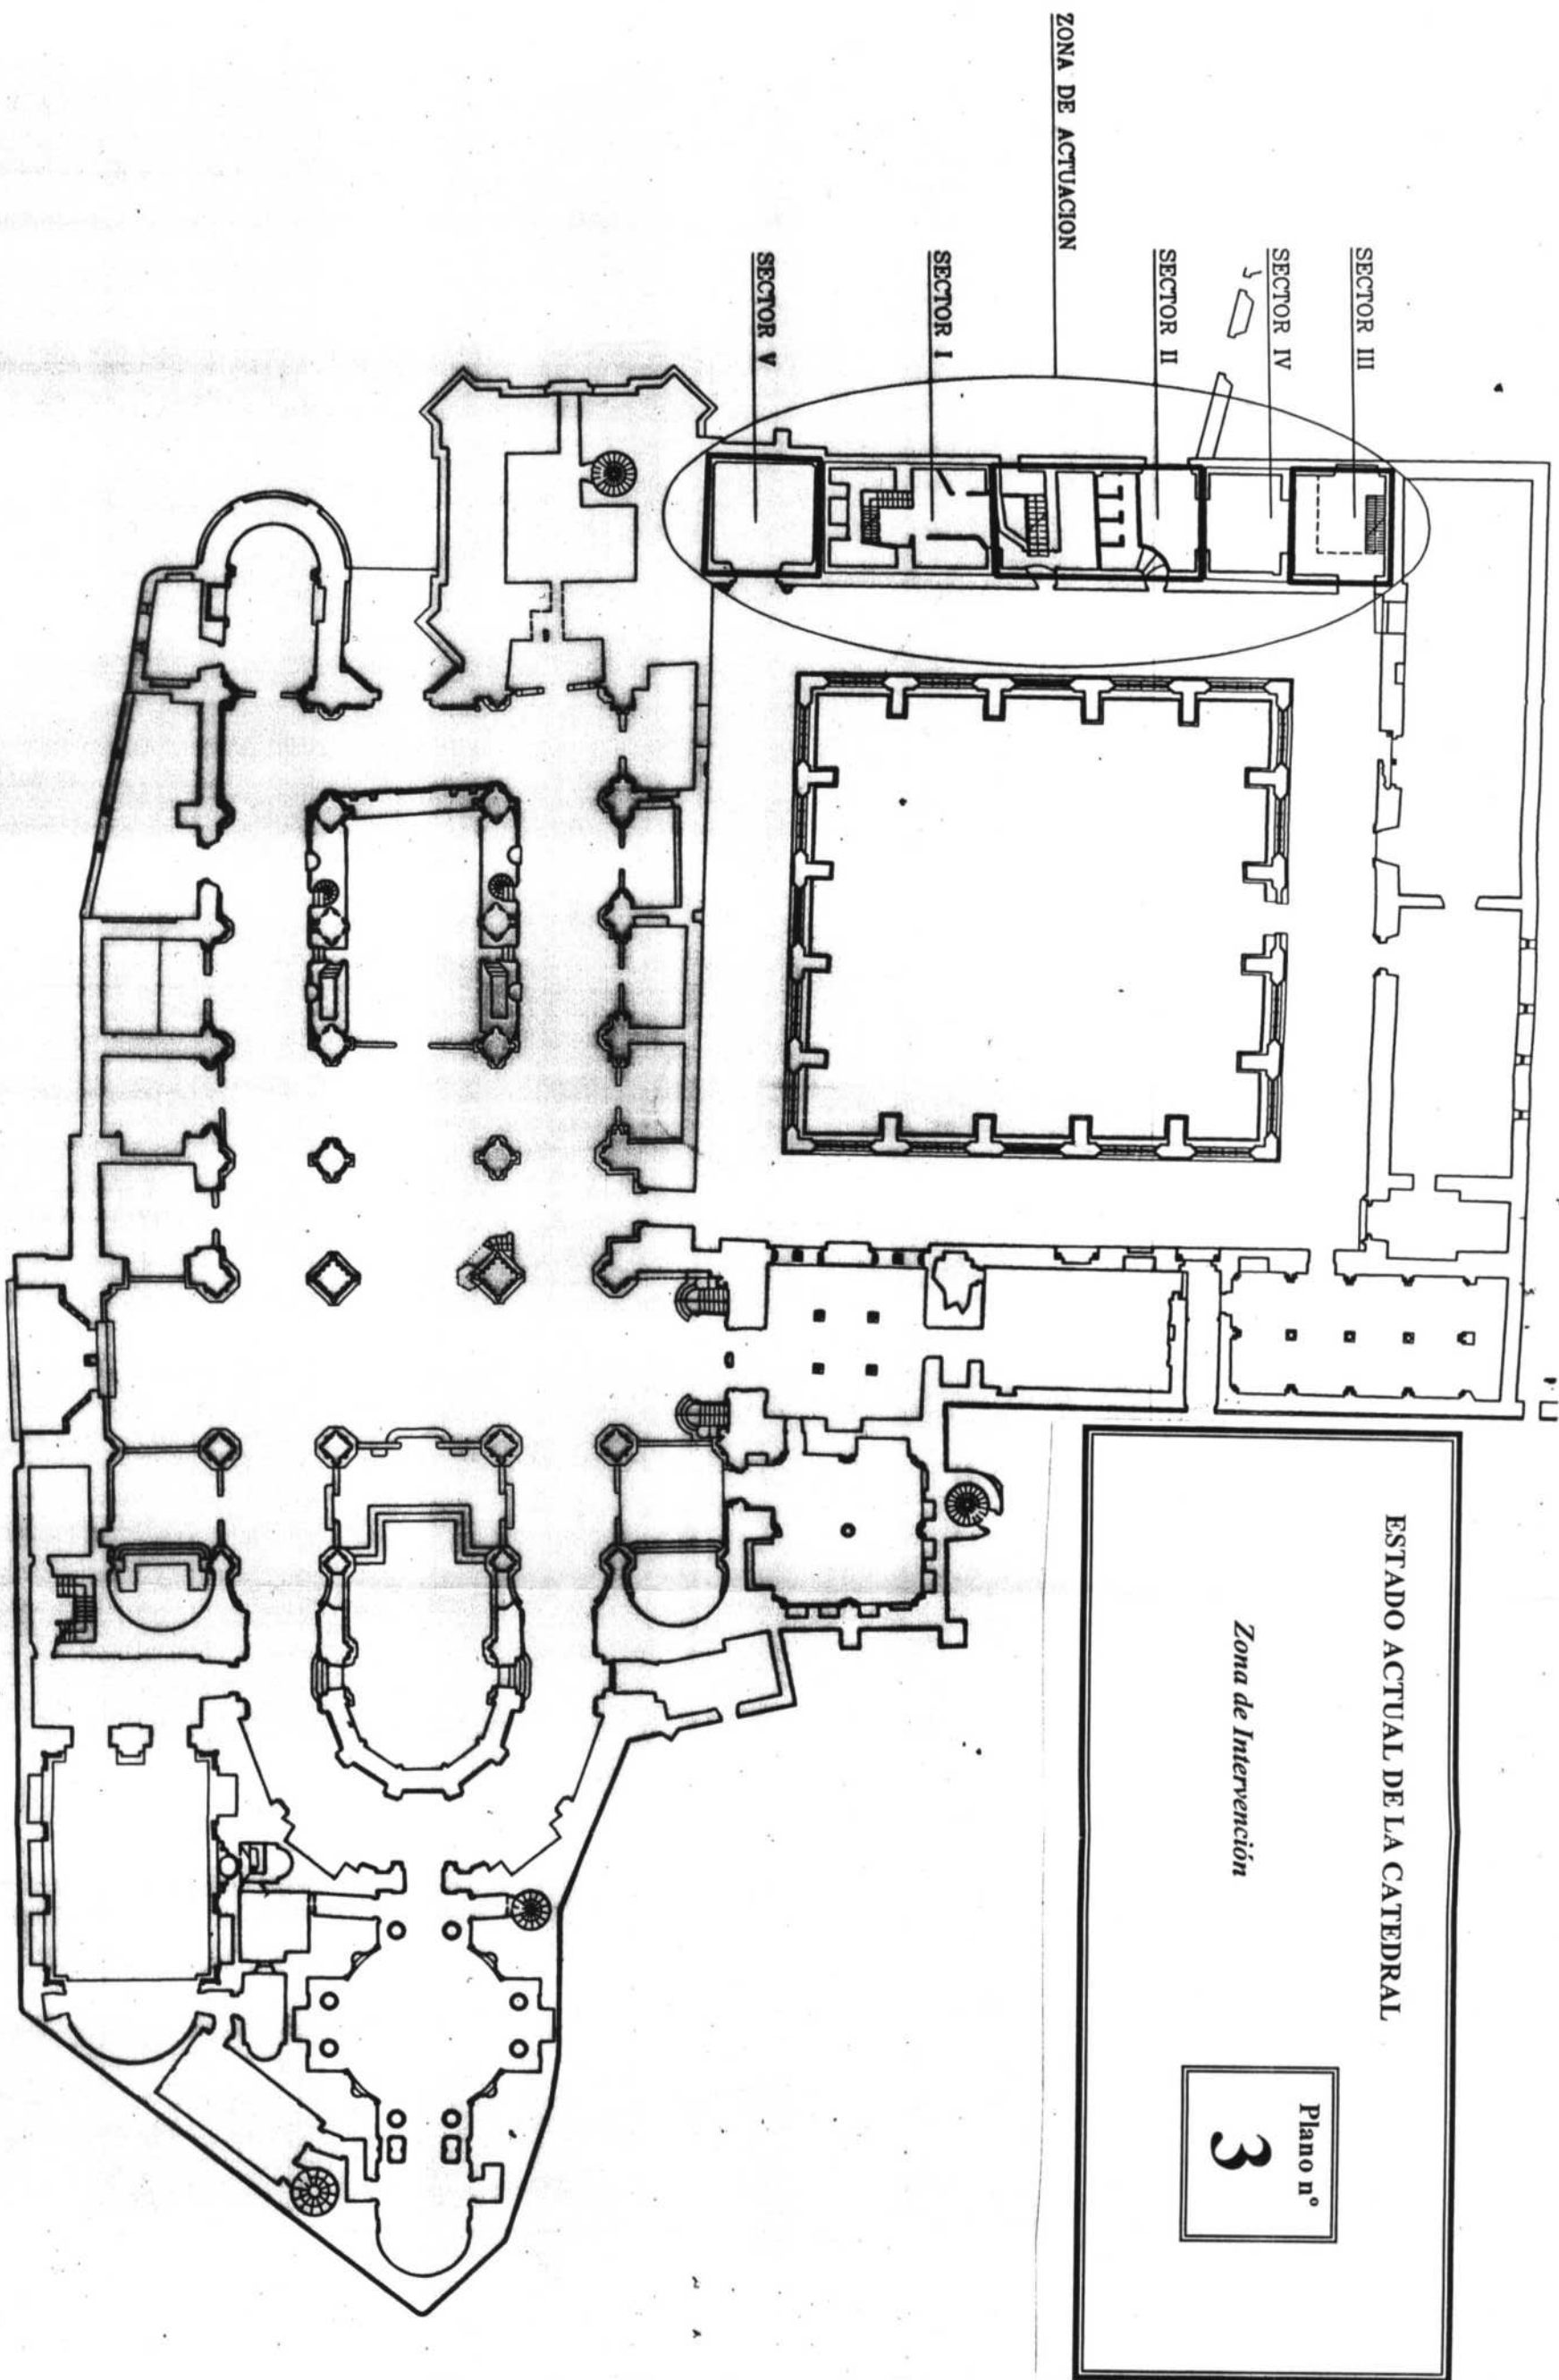 ZONA DE ACTUACION
SECTOR III
SECTOR IV
SECTOR II
SECTOR I
SECTOR V
ESTADO ACTUAL DE LA CATEDRAL
Zona de Intervención
Plano nº
3